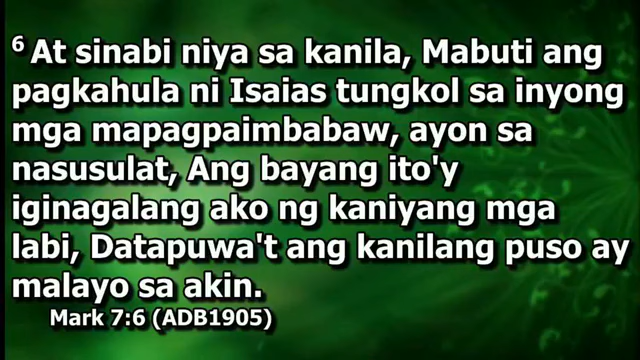 6 At sinabi niya sa kanila, Mabuti ang
pagkahula ni Isaias tungkol sa inyong
mga mapagpaimbabaw, ayon sa
nasusulat, Ang bayang ito'y
iginagalang ako ng kaniyang mga
labi, Datapuwa't ang kanilang puso ay
malayo sa akin.
Mark 7:6 (ADB1905)